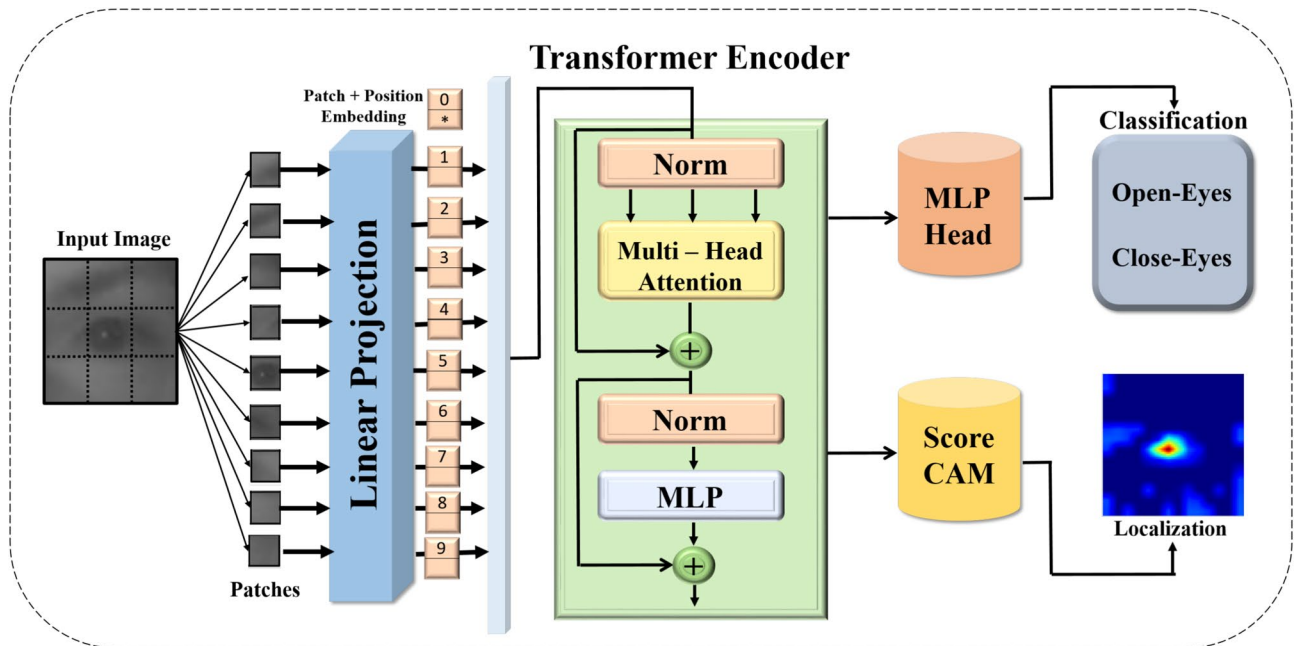 Transformer Encoder
Patch + Position
Embedding
0
*
1
2
3
4
5
6
7
8
9
Input Image
Patches
Linear Projection
Norm
Multi – Head
Attention
+
Norm
MLP
+
MLP
Head
Classification
Open-Eyes
Close-Eyes
Score
CAM
Localization